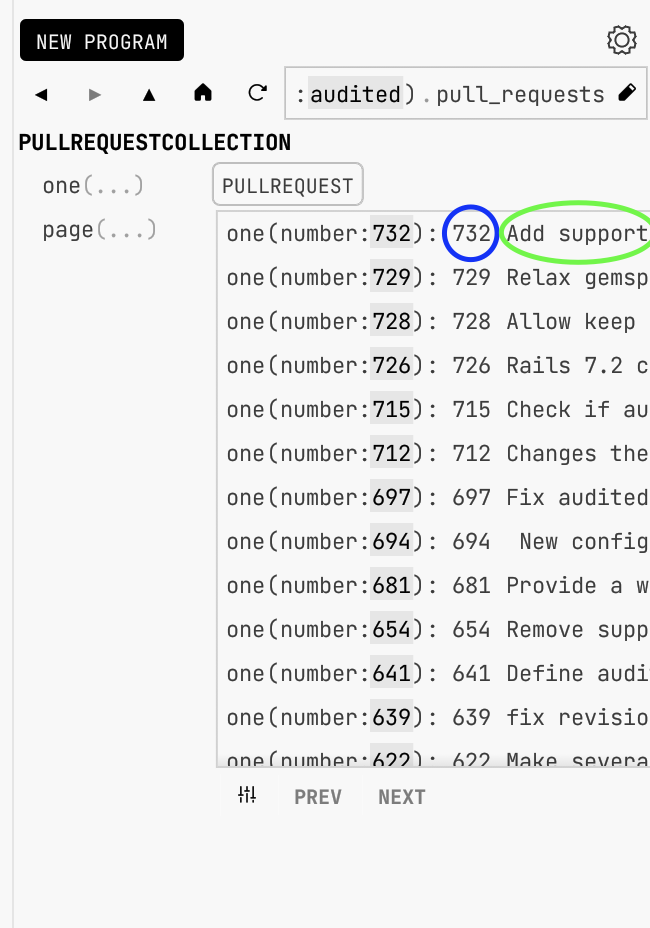 NEW PROGRAM
:audited).pull_requests
PULLREQUESTCOLLECTION
one(...)
page(...)
PULLREQUEST
one(number:732): 732 Add support
one(number:729): 729 Relax gemsp
one(number:728): 728 Allow keep
one(number:726): 726 Rails 7.2 c
one(number:715): 715 Check if au
one(number:712): 712 Changes the
one(number:697): 697 Fix audited
one(number:694): 694  New config
one(number:681): 681 Provide a w
one(number:654): 654 Remove supp
one(number:641): 641 Define audi
one(number:639): 639 fix revisio
one(number:622): 622 Make severa
PREV NEXT